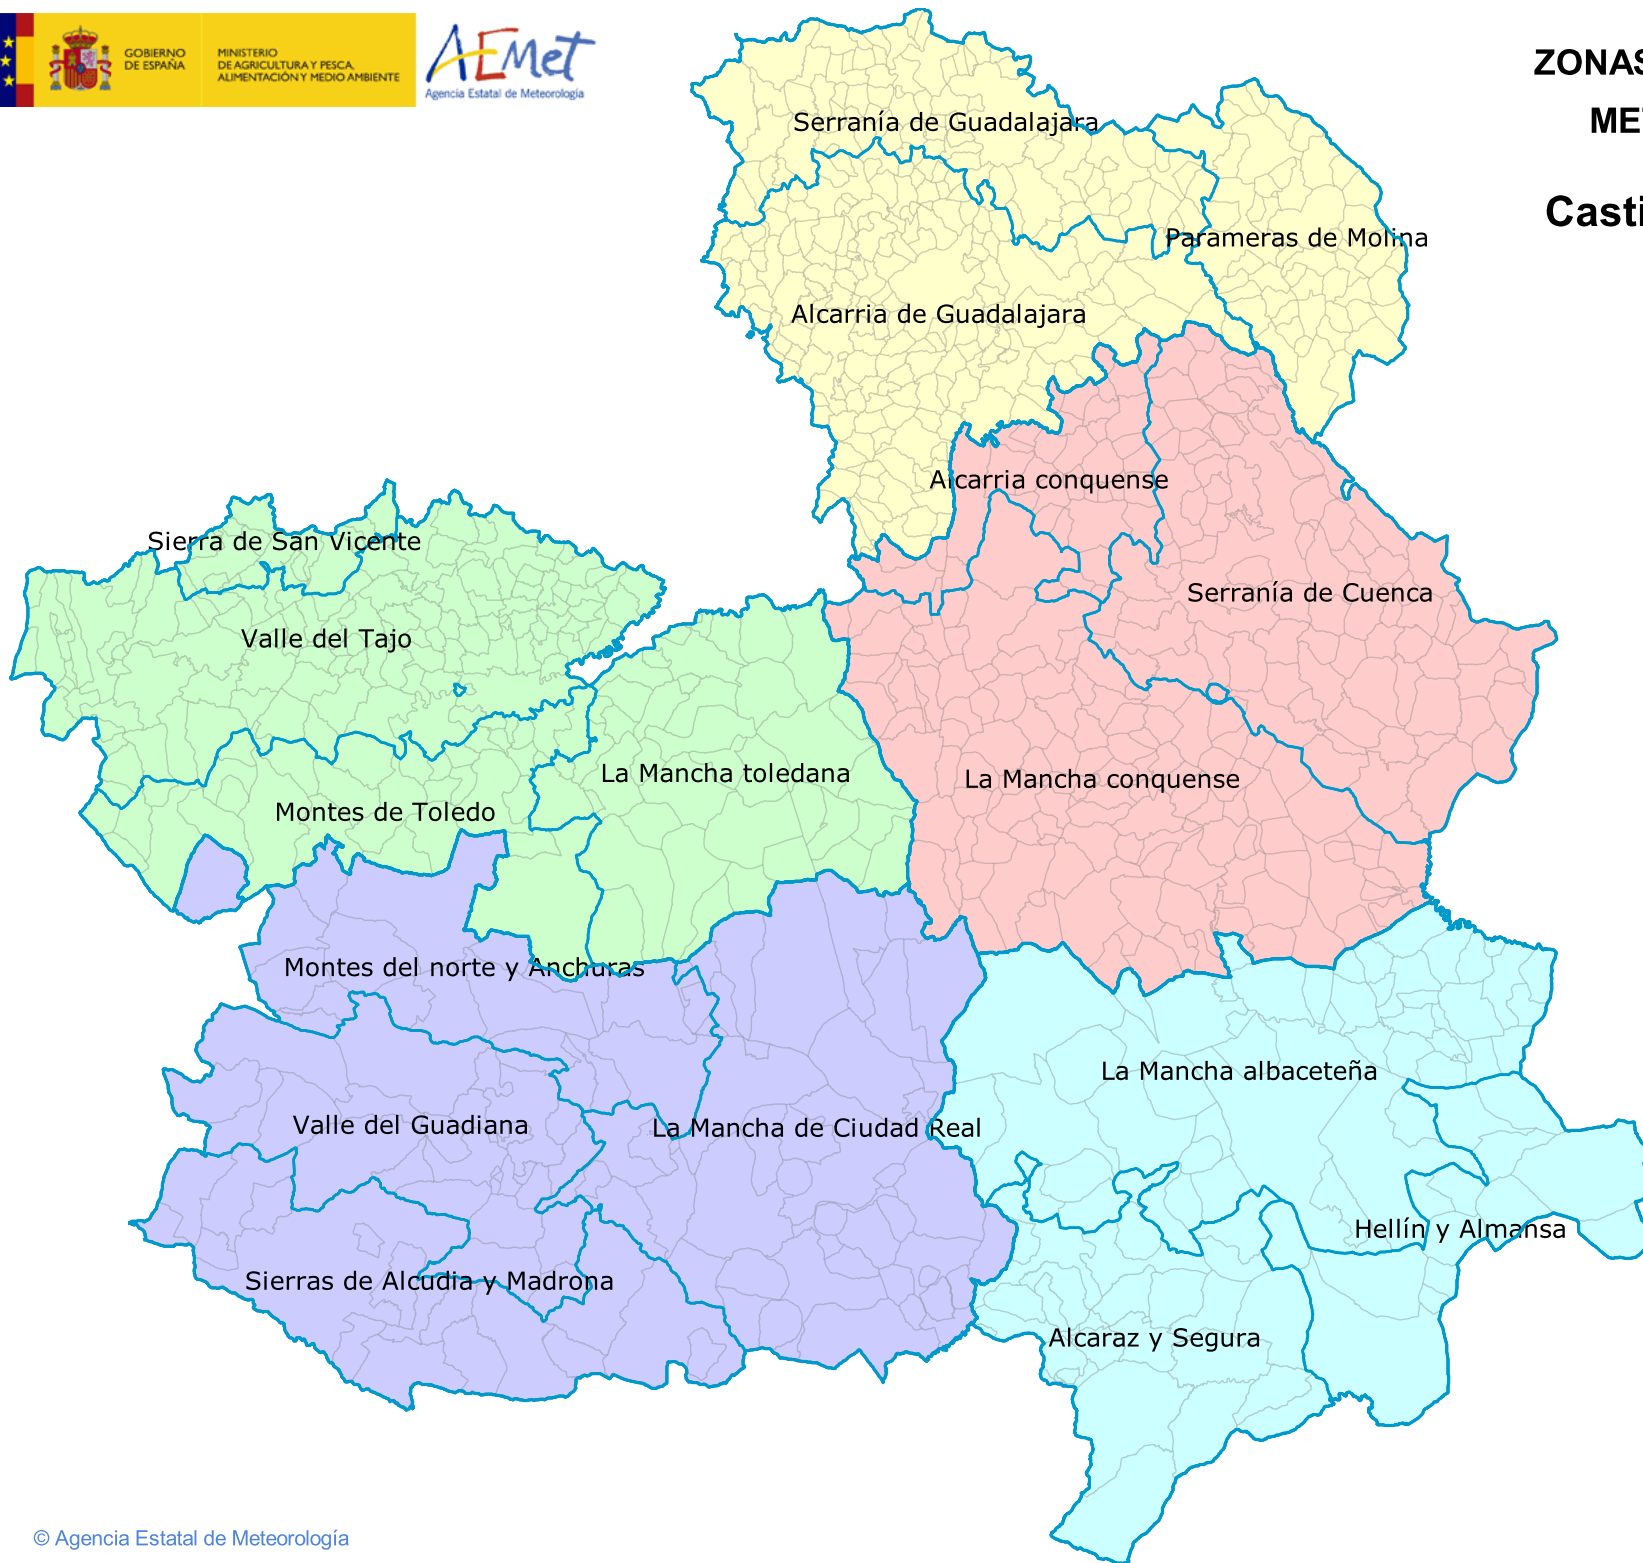 GOBIERNO
DE ESPAÑA
MINISTERIO
DE AGRICULTURA Y PESCA,
ALIMENTACIÓN Y MEDIO AMBIENTE
AEMet
Agencia Estatal de Meteorología
ZONAS
MET
Casti
Serranía de Guadalajara
Parameras de Molina
Alcarria de Guadalajara
Alcarria conquense
Sierra de San Vicente
Serranía de Cuenca
Valle del Tajo
La Mancha toledana
La Mancha conquense
Montes de Toledo
Montes del norte y Anchuras
La Mancha albaceteña
Valle del Guadiana
La Mancha de Ciudad Real
Hellín y Almansa
Sierras de Alcudia y Madrona
Alcaraz y Segura
© Agencia Estatal de Meteorología